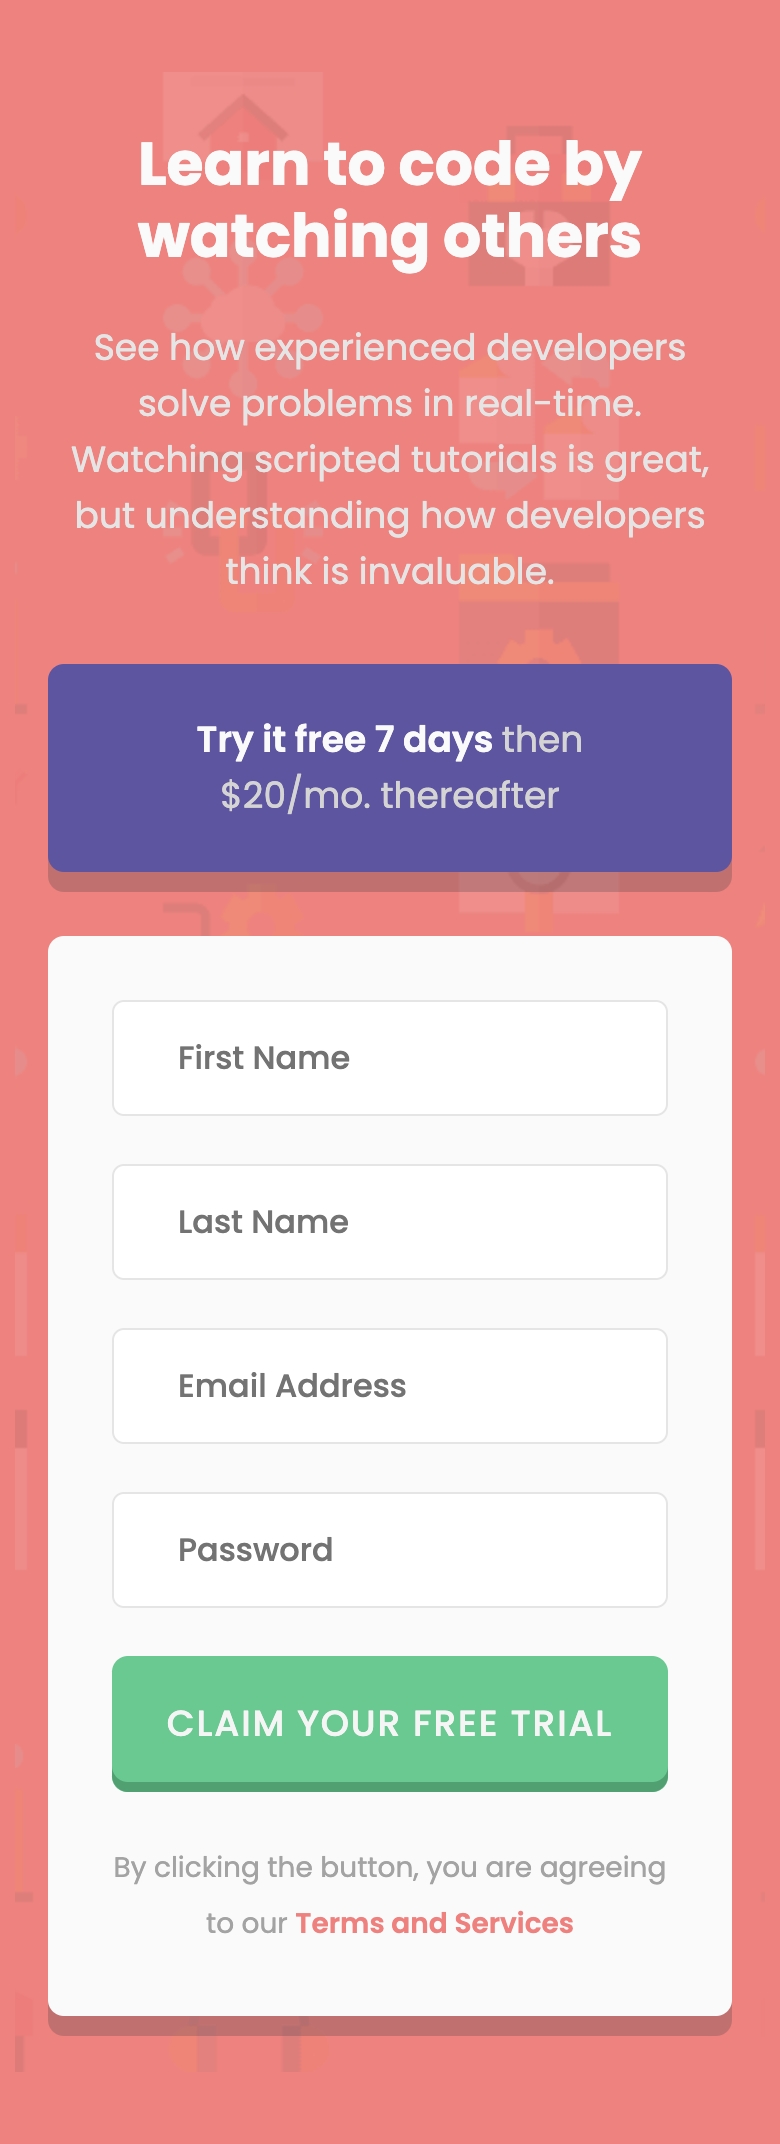 Learn to code by
watching others
See how experienced developers
solve problems in real-time.
Watching scripted tutorials is great,
but understanding how developers
think is invaluable.
Try it free 7 days then
$20/mo. thereafter
First Name
Last Name
Email Address
Password
CLAIM YOUR FREE TRIAL
By clicking the button, you are agreeing
to our Terms and Services